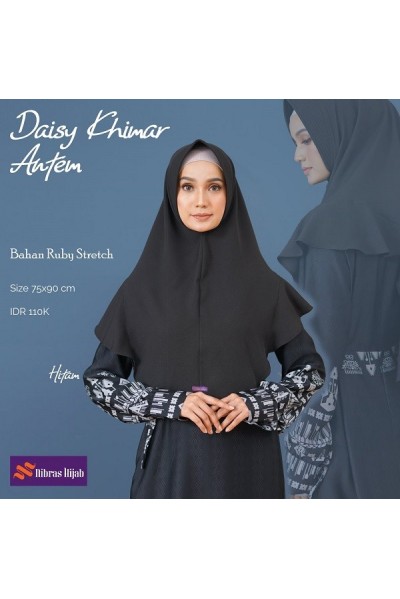 Daisy Khimar
Antem
Bahan Ruby Stretch
Size 75x90 cm
IDR 110K
Hitam
Nibras Hijab